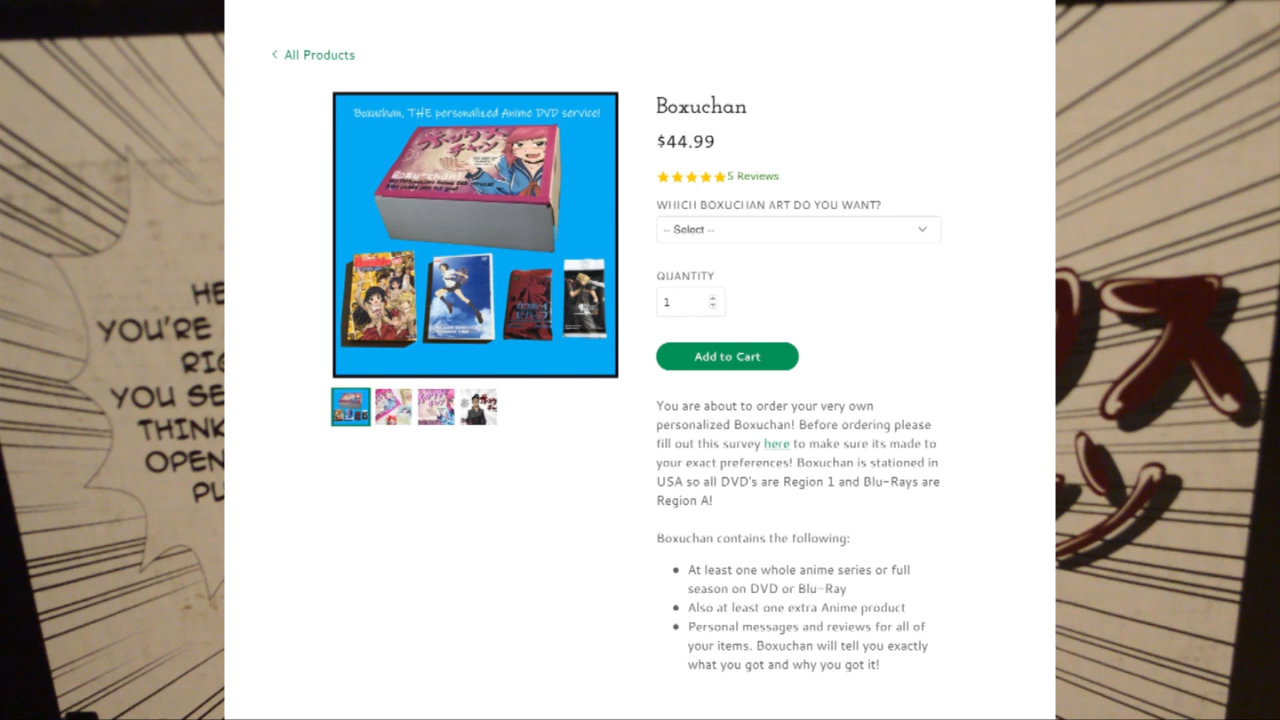 < All Products
Boxuchan, THE personalized Anime DVD service!
チャン
Boxuchan
$44.99
5 Reviews
WHICH BOXUCHAN ART DO YOU WANT?
-- Select --
QUANTITY
1
Add to Cart
You are about to order your very own
personalized Boxuchan! Before ordering please
fill out this survey here to make sure its made to
your exact preferences! Boxuchan is stationed in
USA so all DVD's are Region 1 and Blu-Rays are
Region A!
Boxuchan contains the following:
At least one whole anime series or full
season on DVD or Blu-Ray
Also at least one extra Anime product
Personal messages and reviews for all of
your items. Boxuchan will tell you exactly
what you got and why you got it!
HE
YOU'RE
RIG
YOU SE
THINK
OPEN
PL